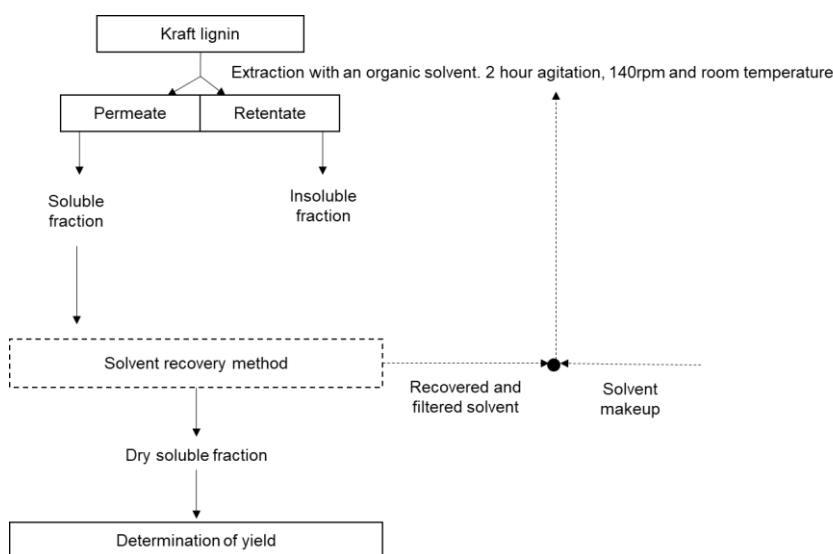 Kraft lignin
Extraction with an organic solvent. 2 hour agitation, 140rpm and room temperature
Permeate
Retentate
Soluble
fraction
Insoluble
fraction
Solvent recovery method
Recovered and
filtered solvent
Solvent
makeup
Dry soluble fraction
Determination of yield